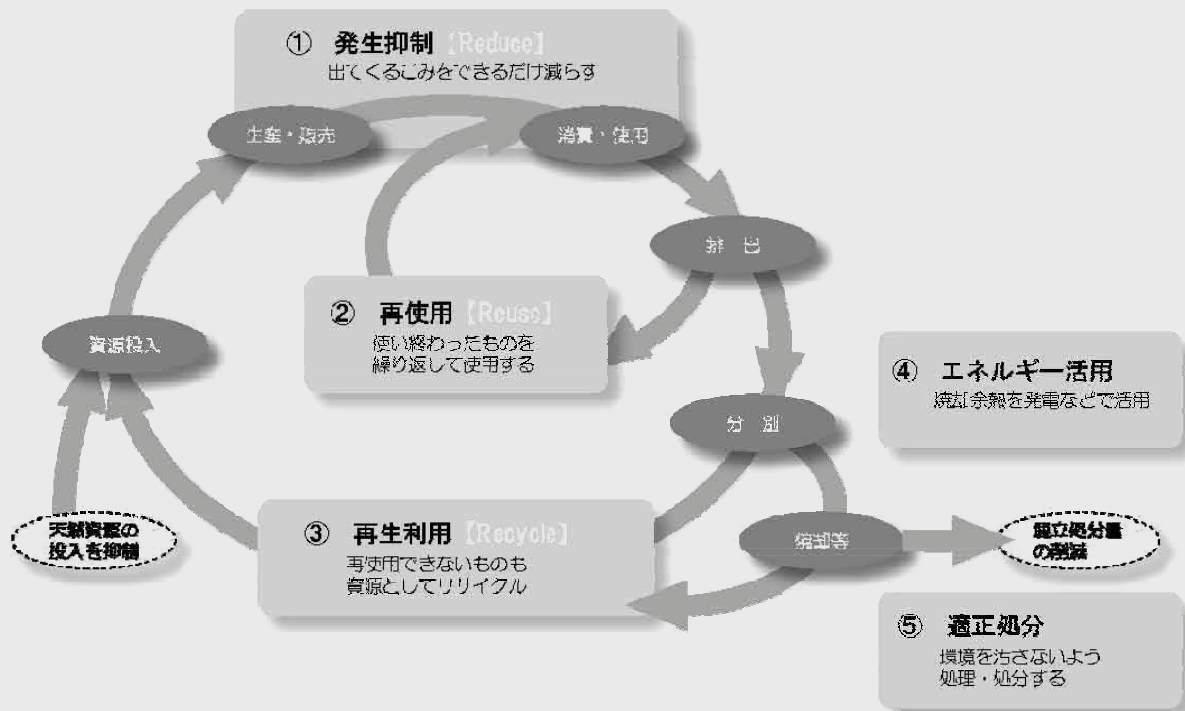 ① 発生抑制【Reduce】
出てくるごみをできるだけ減らす
生産・販売
消費・使用
排出
② 再使用【Reuse】
使い終わったものを
繰り返して使用する
資源投入
④ エネルギー活用
焼却余熱を発電などで活用
分別
天然資源の
投入を抑制
③ 再生利用【Recycle】
再使用できないものも
資源としてリサイクル
焼却等
埋立処分量
の削減
⑤ 適正処分
環境を汚さないよう
処理・処分する